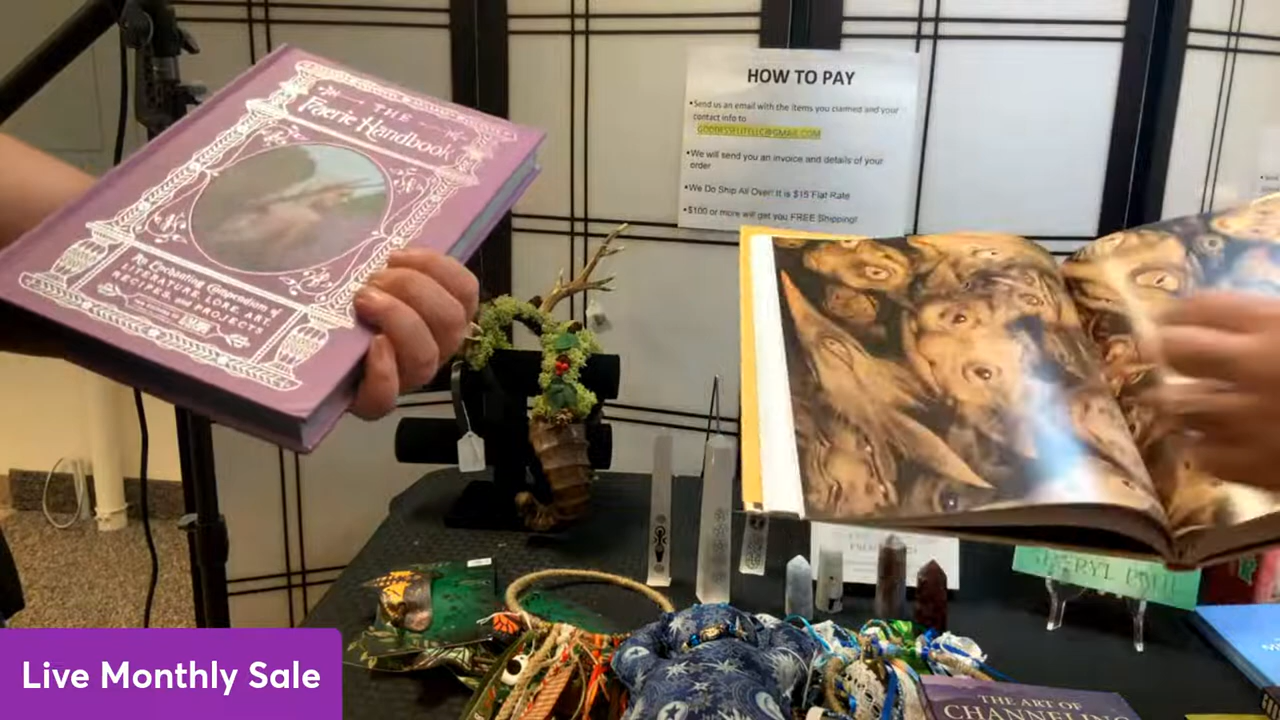 THE
Faerie Handbook
An Enchanting Compendium of
LITERATURE, LORE, ART,
RECIPES, and PROJECTS
HOW TO PAY
•Send us an email with the items you claimed and your
contact info to
GODDESSELITELLC@GMAIL.COM
•We will send you an invoice and details of your
order
•We Do Ship All Over! It is $15 Flat Rate
•$100 or more will get you FREE Shipping!
THE ART OF
Live Monthly Sale